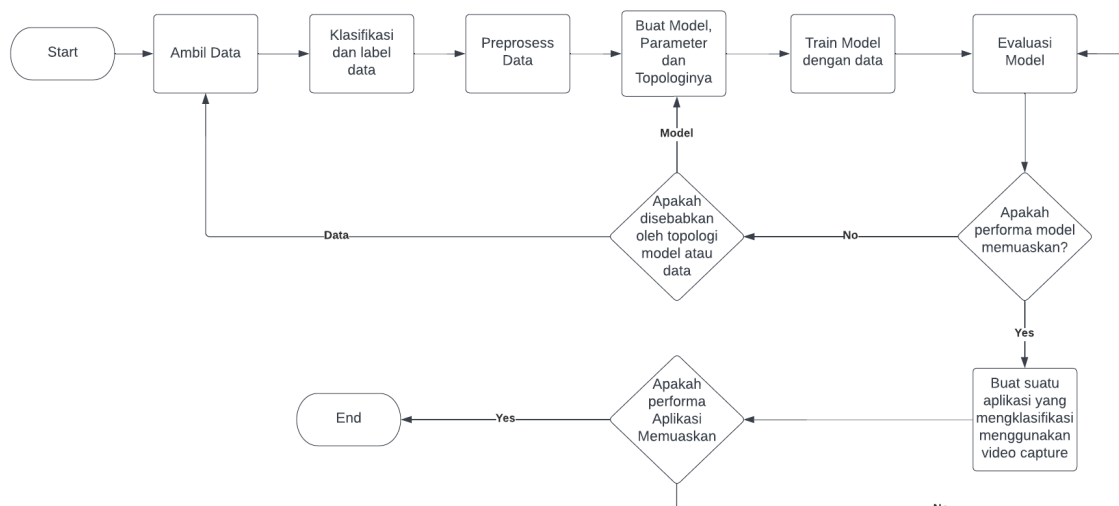 Start
Ambil Data
Klasifikasi
dan label
data
Preprosess
Data
Buat Model,
Parameter
dan
Topologinya
Train Model
dengan data
Evaluasi
Model
Model
Apakah
disebabkan
oleh topologi
model atau
data
Data
No
Apakah
performa model
memuaskan?
Yes
Buat suatu
aplikasi yang
mengklasifikasi
menggunakan
video capture
Apakah
performa
Aplikasi
Memuaskan
Yes
End